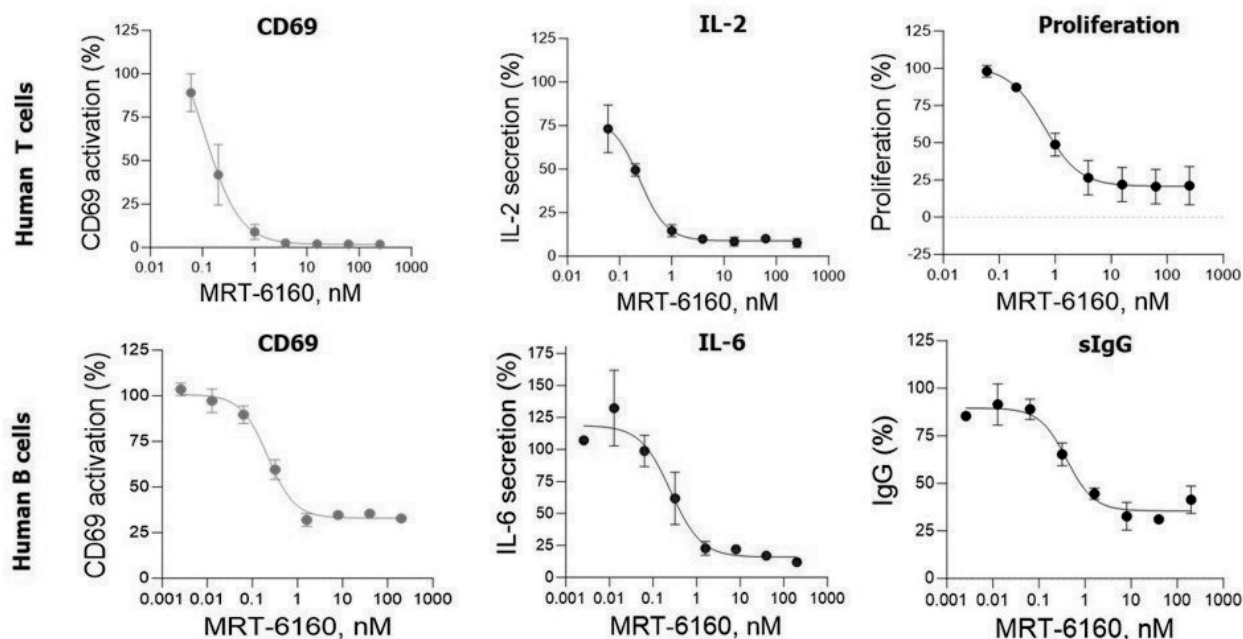 Human T cells
CD69
CD69 activation (%)
125
100
75
50
25
0
0.01 0.1 1 10 100 1000
MRT-6160, nM
IL-2
IL-2 secretion (%)
125
100
75
50
25
0
0.01 0.1 1 10 100 1000
MRT-6160, nM
Proliferation
Proliferation (%)
125
100
75
50
25
0
-25
0.01 0.1 1 10 100 1000
MRT-6160, nM
Human B cells
CD69
CD69 activation (%)
125
100
75
50
25
0
0.001 0.01 0.1 1 10 100 1000
MRT-6160, nM
IL-6
IL-6 secretion (%)
175
150
125
100
75
50
25
0
0.001 0.01 0.1 1 10 100 1000
MRT-6160, nM
sIgG
IgG (%)
125
100
75
50
25
0
0.001 0.01 0.1 1 10 100 1000
MRT-6160, nM